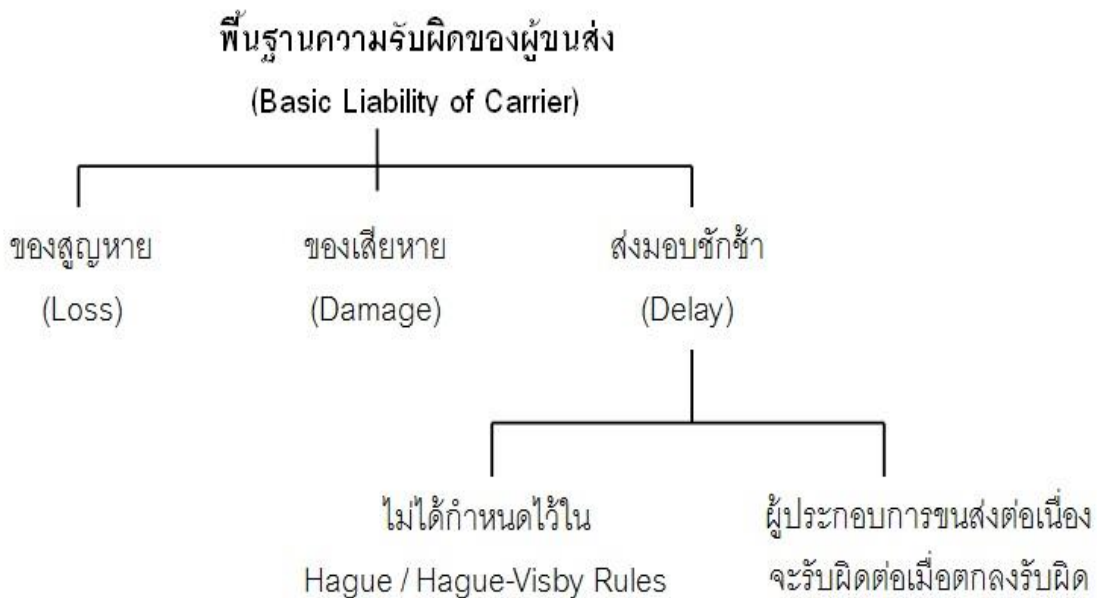 พื้นฐานความรับผิดของผู้ขนส่ง
(Basic Liability of Carrier)
ของสูญหาย
(Loss)
ของเสียหาย
(Damage)
ส่งมอบชักช้า
(Delay)
ไม่ได้กำหนดไว้ใน
Hague / Hague-Visby Rules
ผู้ประกอบการขนส่งต่อเนื่อง
จะรับผิดต่อเมื่อตกลงรับผิด